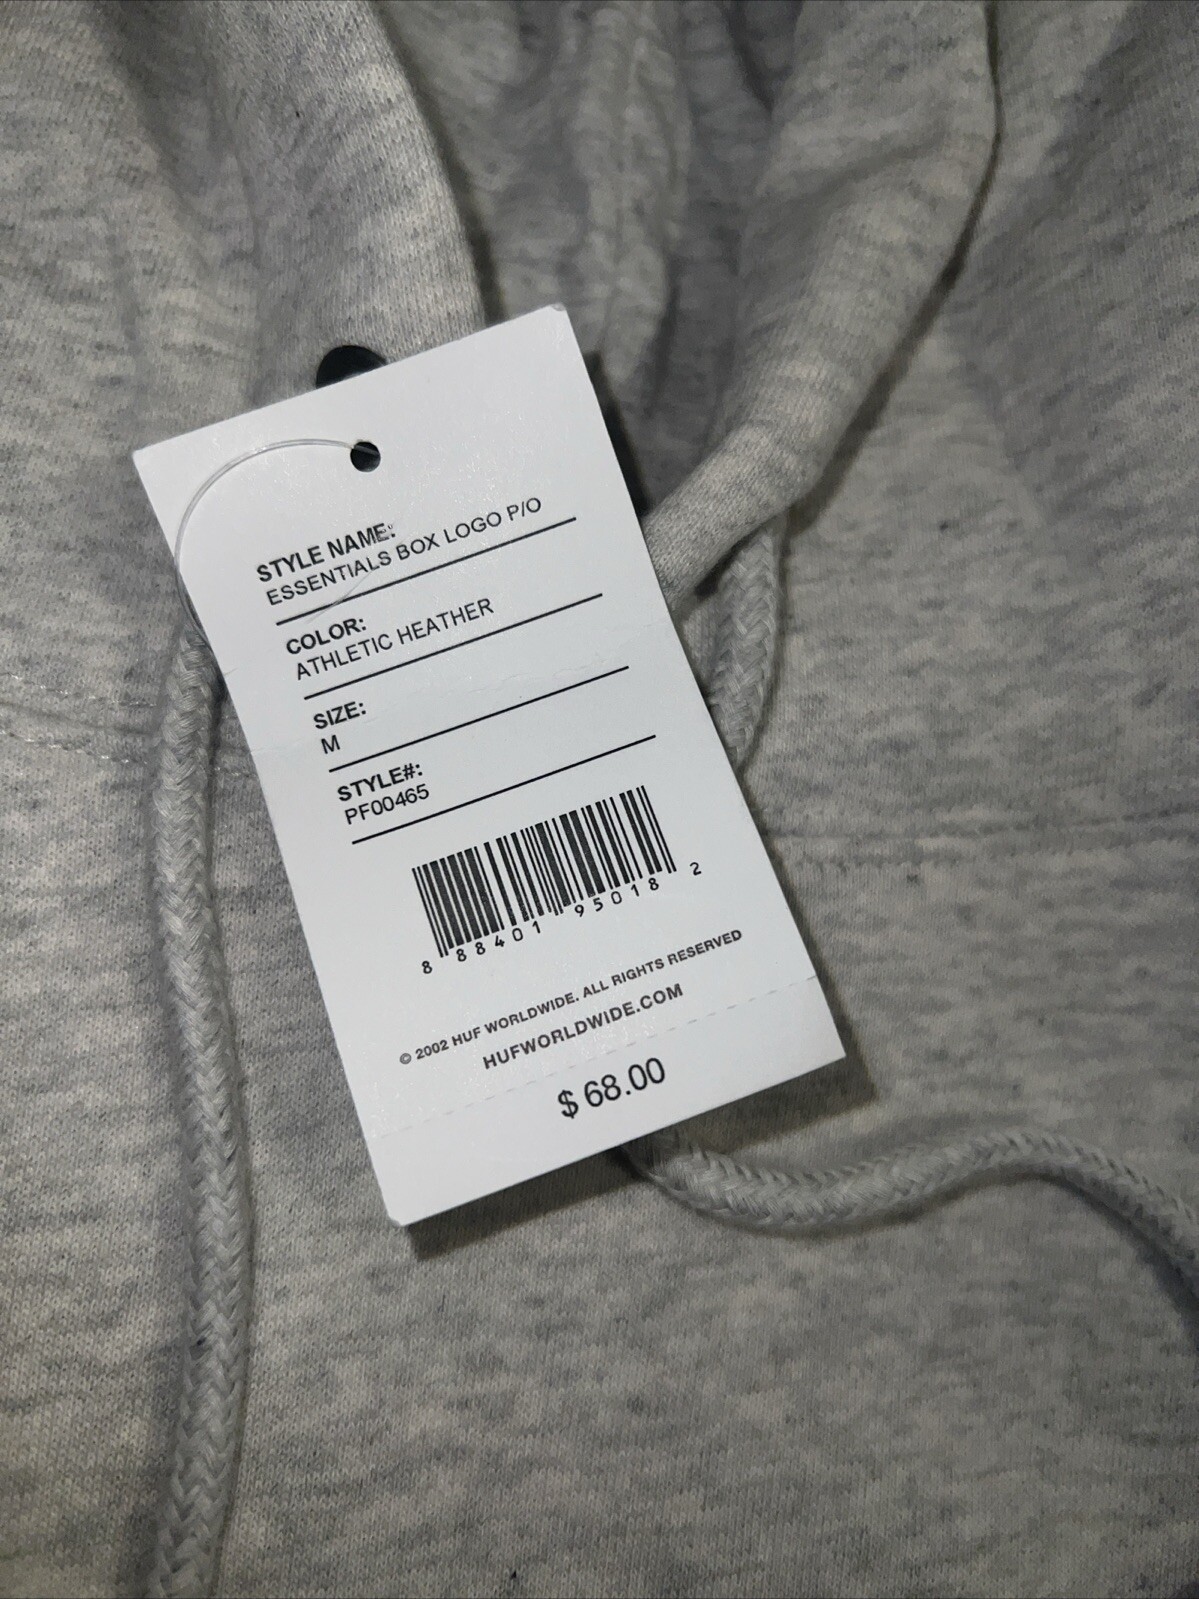 STYLE NAME:
ESSENTIALS BOX LOGO P/O
COLOR:
ATHLETIC HEATHER
SIZE:
M
STYLE#:
PF00465
8 88401 95018 2
© 2002 HUF WORLDWIDE. ALL RIGHTS RESERVED
HUFWORLDWIDE.COM
$ 68.00